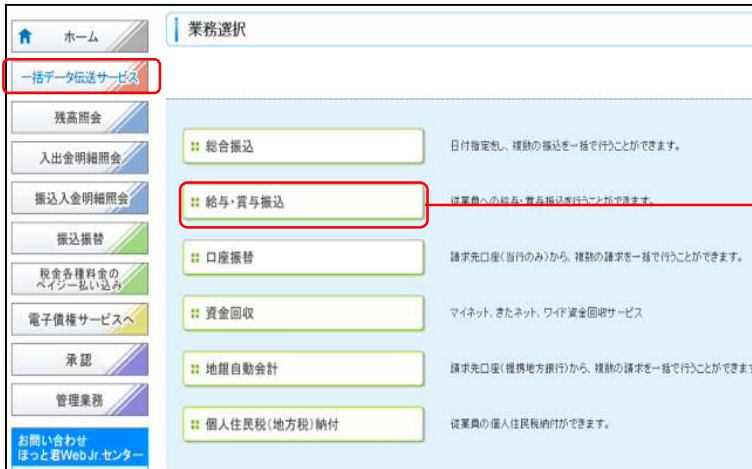 ホーム
一括データ伝送サービス
残高照会
入出金明細照会
振込入金明細照会
振込振替
税金各種料金の
ペイジー払い込み
電子債権サービスへ
承認
管理業務
お問い合わせ
ほっと君WebJr.センター
業務選択
総合振込
日付指定をし、複数の振込を一括で行うことができます。
給与・賞与振込
従業員への給与・賞与振込を行うことができます。
口座振替
請求先口座(当行のみ)から、複数の請求を一括で行うことができます。
資金回収
マイネット、きたネット、ワイド資金回収サービス
地銀自動会計
請求先口座(提携地方銀行)から、複数の請求を一括で行うことができます
個人住民税(地方税)納付
従業員の個人住民税納付ができます。